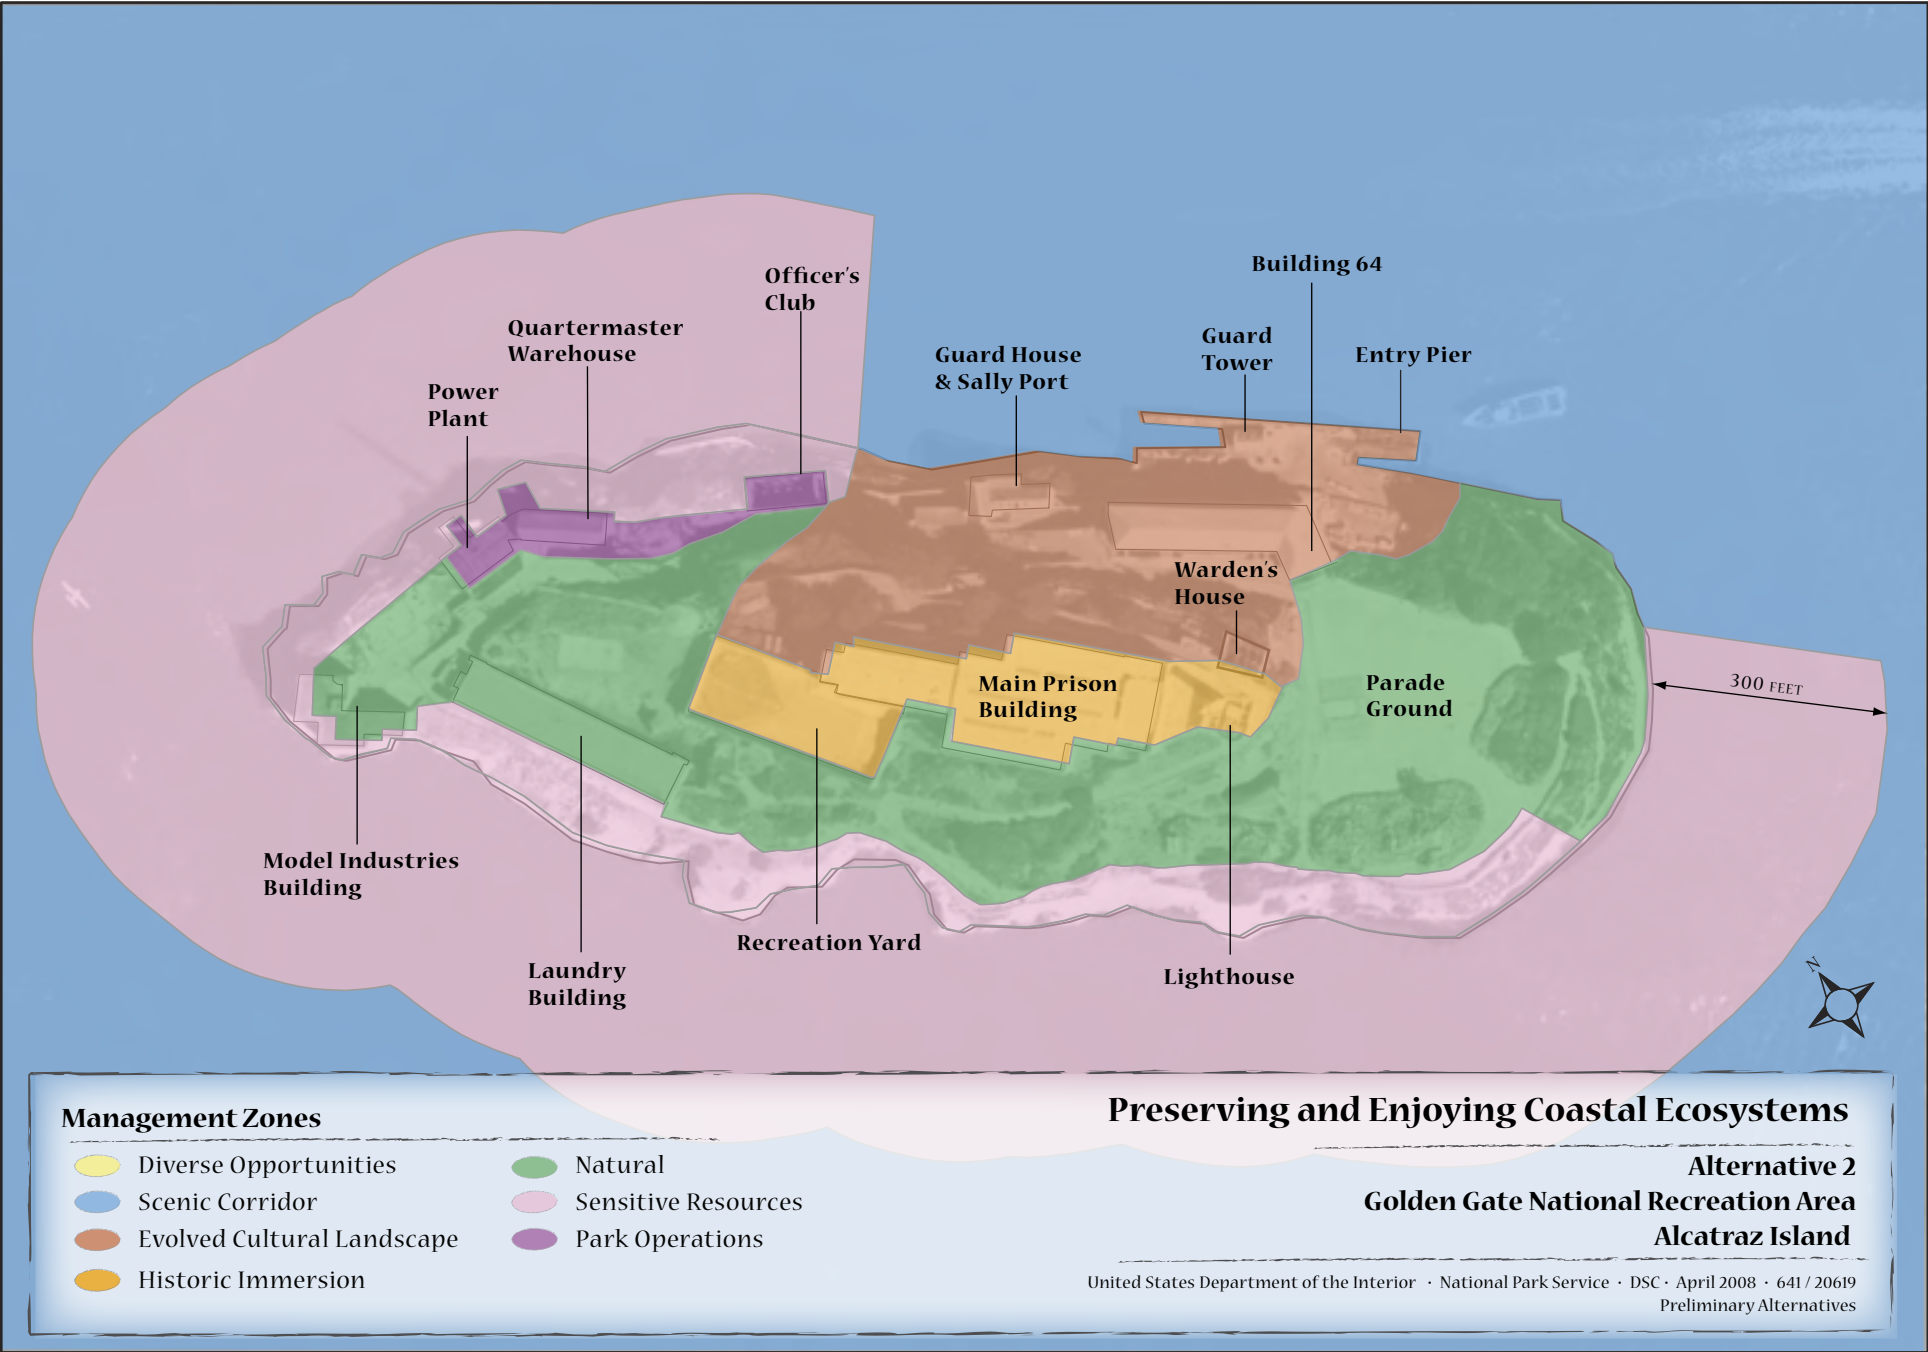 Officer's
Club
Building 64
Quartermaster
Warehouse
Guard
Tower
Entry Pier
Guard House
& Sally Port
Power
Plant
Warden's
House
Main Prison
Building
Parade
Ground
300 FEET
Model Industries
Building
Recreation Yard
Laundry
Building
Lighthouse
N
Management Zones
Diverse Opportunities
Scenic Corridor
Evolved Cultural Landscape
Historic Immersion
Natural
Sensitive Resources
Park Operations
Preserving and Enjoying Coastal Ecosystems
Alternative 2
Golden Gate National Recreation Area
Alcatraz Island
United States Department of the Interior · National Park Service · DSC · April 2008 · 641 / 20619
Preliminary Alternatives